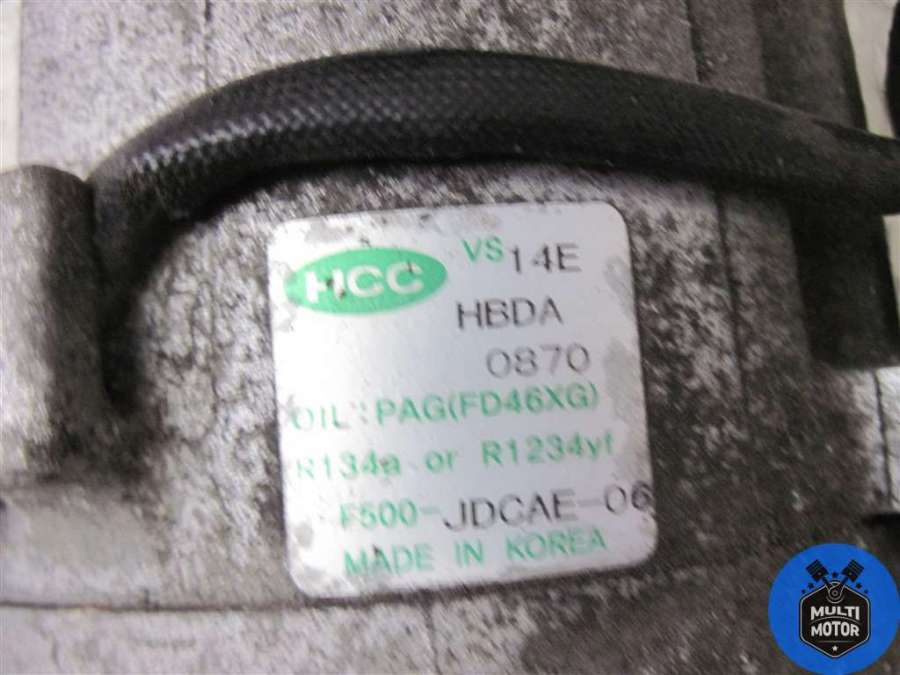 HCC VS14E
HBDA
0870
OIL:PAG(FD46XG)
R134a or R1234yf
F500-JDCAE-06
MADE IN KOREA
MULTI
MOTOR